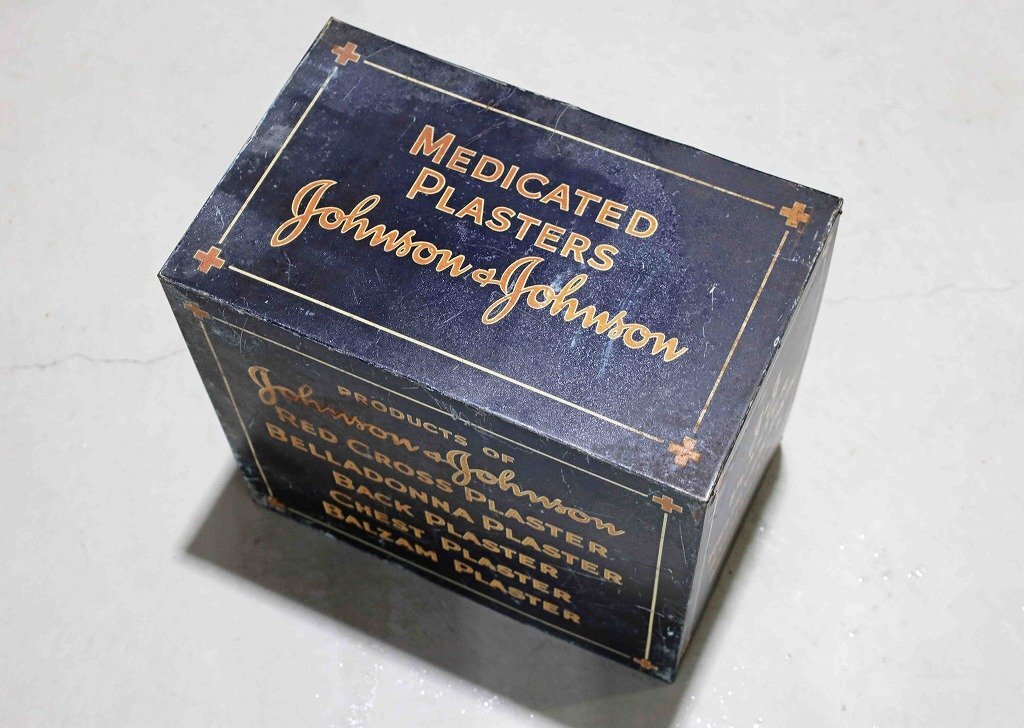 MEDICATED
PLASTERS
Johnson & Johnson
PRODUCTS OF
Johnson & Johnson
RED CROSS PLASTER
BELLADONNA PLASTER
BACK PLASTER
CHEST PLASTER
BALZAM PLASTER